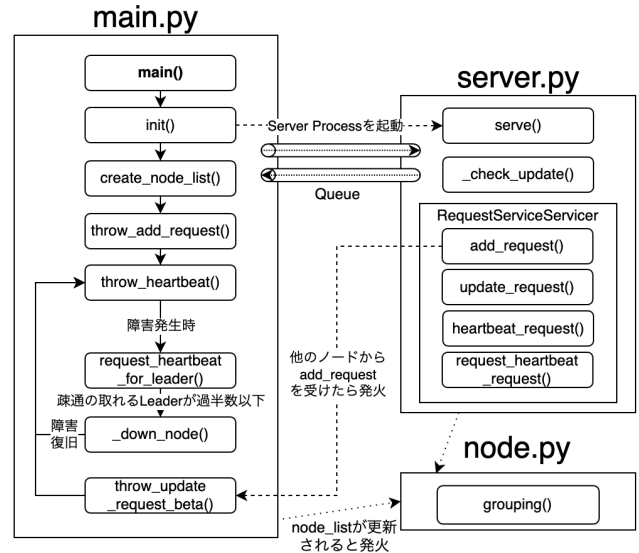 main.py
main()
init()
create_node_list()
throw_add_request()
throw_heartbeat()
障害発生時
request_heartbeat
_for_leader()
疎通の取れるLeaderが過半数以下
障害
復旧
_down_node()
throw_update
_request_beta()
Server Processを起動
Queue
他のノードから
add_request
を受けたら発火
node_listが更新
されると発火
server.py
serve()
_check_update()
RequestServiceServicer
add_request()
update_request()
heartbeat_request()
request_heartbeat
_request()
node.py
grouping()